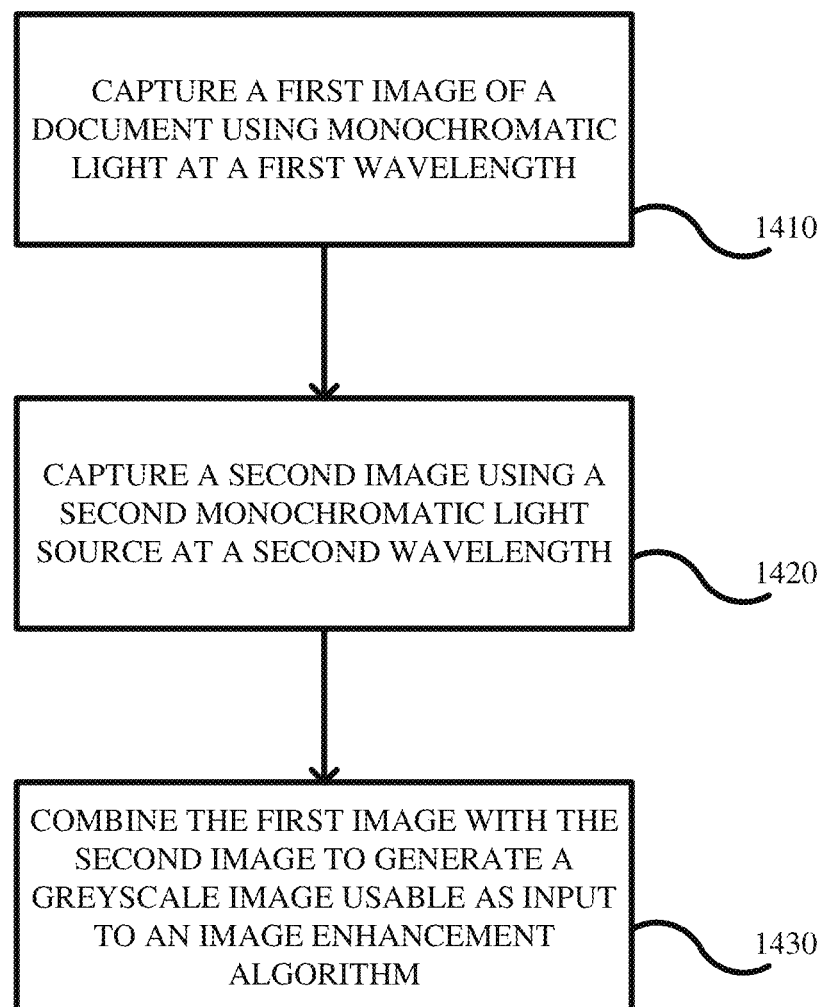 CAPTURE A FIRST IMAGE OF A
DOCUMENT USING MONOCHROMATIC
LIGHT AT A FIRST WAVELENGTH
1410
CAPTURE A SECOND IMAGE USING A
SECOND MONOCHROMATIC LIGHT
SOURCE AT A SECOND WAVELENGTH
1420
COMBINE THE FIRST IMAGE WITH THE
SECOND IMAGE TO GENERATE A
GREYSCALE IMAGE USABLE AS INPUT
TO AN IMAGE ENHANCEMENT
ALGORITHM
1430